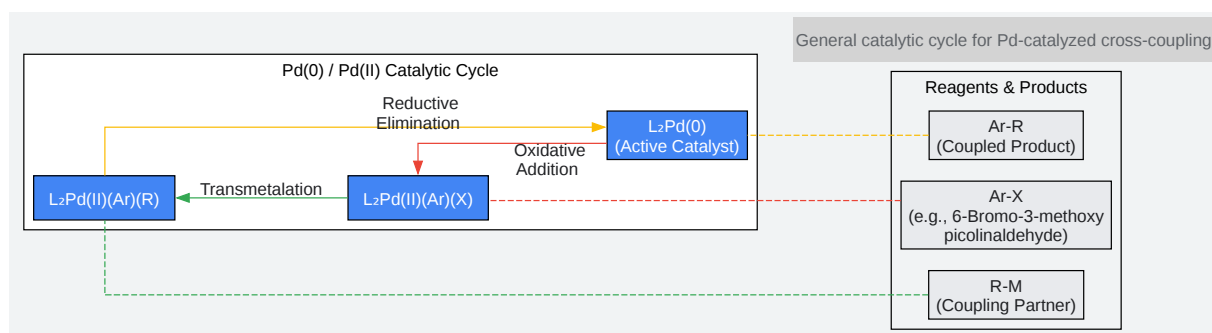 General catalytic cycle for Pd-catalyzed cross-coupling
Pd(0) / Pd(II) Catalytic Cycle
Reductive
Elimination
L₂Pd(0)
(Active Catalyst)
Oxidative
Addition
L₂Pd(II)(Ar)(R)
Transmetalation
L₂Pd(II)(Ar)(X)
Reagents & Products
Ar-R
(Coupled Product)
Ar-X
(e.g., 6-Bromo-3-methoxy
picolinaldehyde)
R-M
(Coupling Partner)